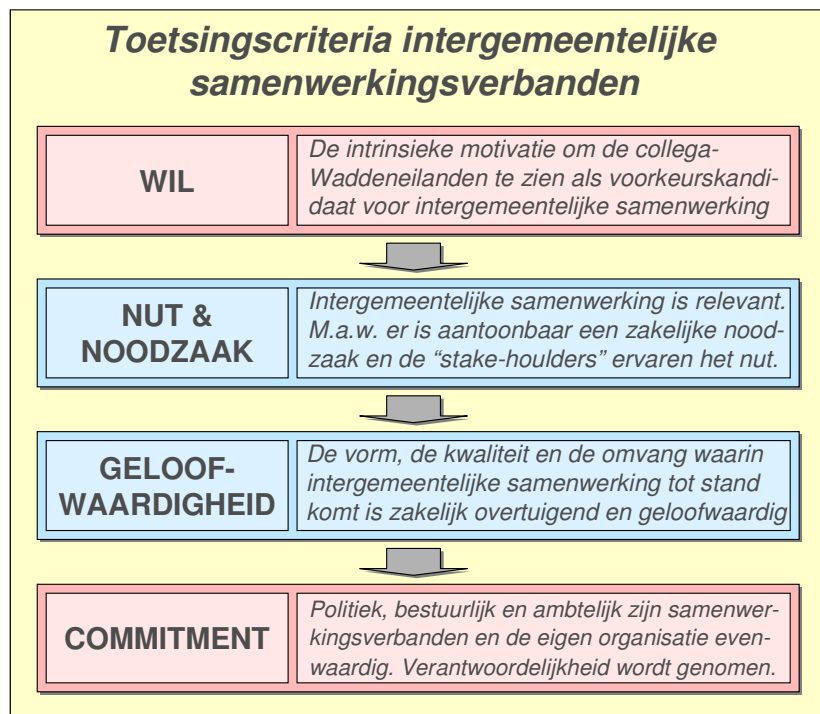 Toetsingscriteria intergemeentelijke
samenwerkingsverbanden
WIL
De intrinsieke motivatie om de collega-
Waddeneilanden te zien als voorkeurskandi-
daat voor intergemeentelijke samenwerking
NUT &
NOODZAAK
Intergemeentelijke samenwerking is relevant.
M.a.w. er is aantoonbaar een zakelijke nood-
zaak en de “stake-houlders” ervaren het nut.
GELOOF-
WAARDIGHEID
De vorm, de kwaliteit en de omvang waarin
intergemeentelijke samenwerking tot stand
komt is zakelijk overtuigend en geloofwaardig
COMMITMENT
Politiek, bestuurlijk en ambtelijk zijn samenwer-
kingsverbanden en de eigen organisatie even-
waardig. Verantwoordelijkheid wordt genomen.